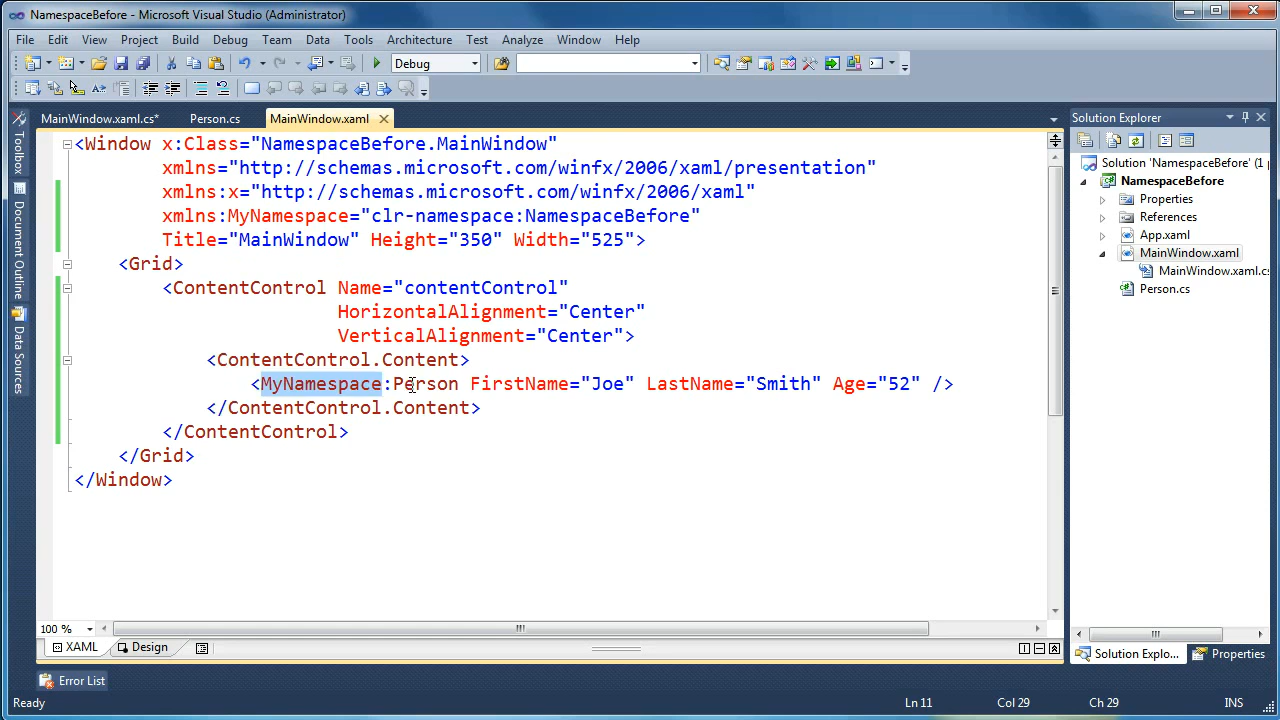 NamespaceBefore - Microsoft Visual Studio (Administrator)
File Edit View Project Build Debug Team Data Tools Architecture Test Analyze Window Help
Debug
MainWindow.xaml.cs* Person.cs MainWindow.xaml
Toolbox
Document Outline
Data Sources
<Window x:Class="NamespaceBefore.MainWindow"
xmlns="http://schemas.microsoft.com/winfx/2006/xaml/presentation"
xmlns:x="http://schemas.microsoft.com/winfx/2006/xaml"
xmlns:MyNamespace="clr-namespace:NamespaceBefore"
Title="MainWindow" Height="350" Width="525">
<Grid>
<ContentControl Name="contentControl"
HorizontalAlignment="Center"
VerticalAlignment="Center">
<ContentControl.Content>
<MyNamespace:Person FirstName="Joe" LastName="Smith" Age="52" />
</ContentControl.Content>
</ContentControl>
</Grid>
</Window>
100 %
XAML Design
Error List
Solution Explorer
Solution 'NamespaceBefore' (1 p
NamespaceBefore
Properties
References
App.xaml
MainWindow.xaml
MainWindow.xaml.cs
Person.cs
Solution Explo... Properties
Ready Ln 11 Col 29 Ch 29 INS